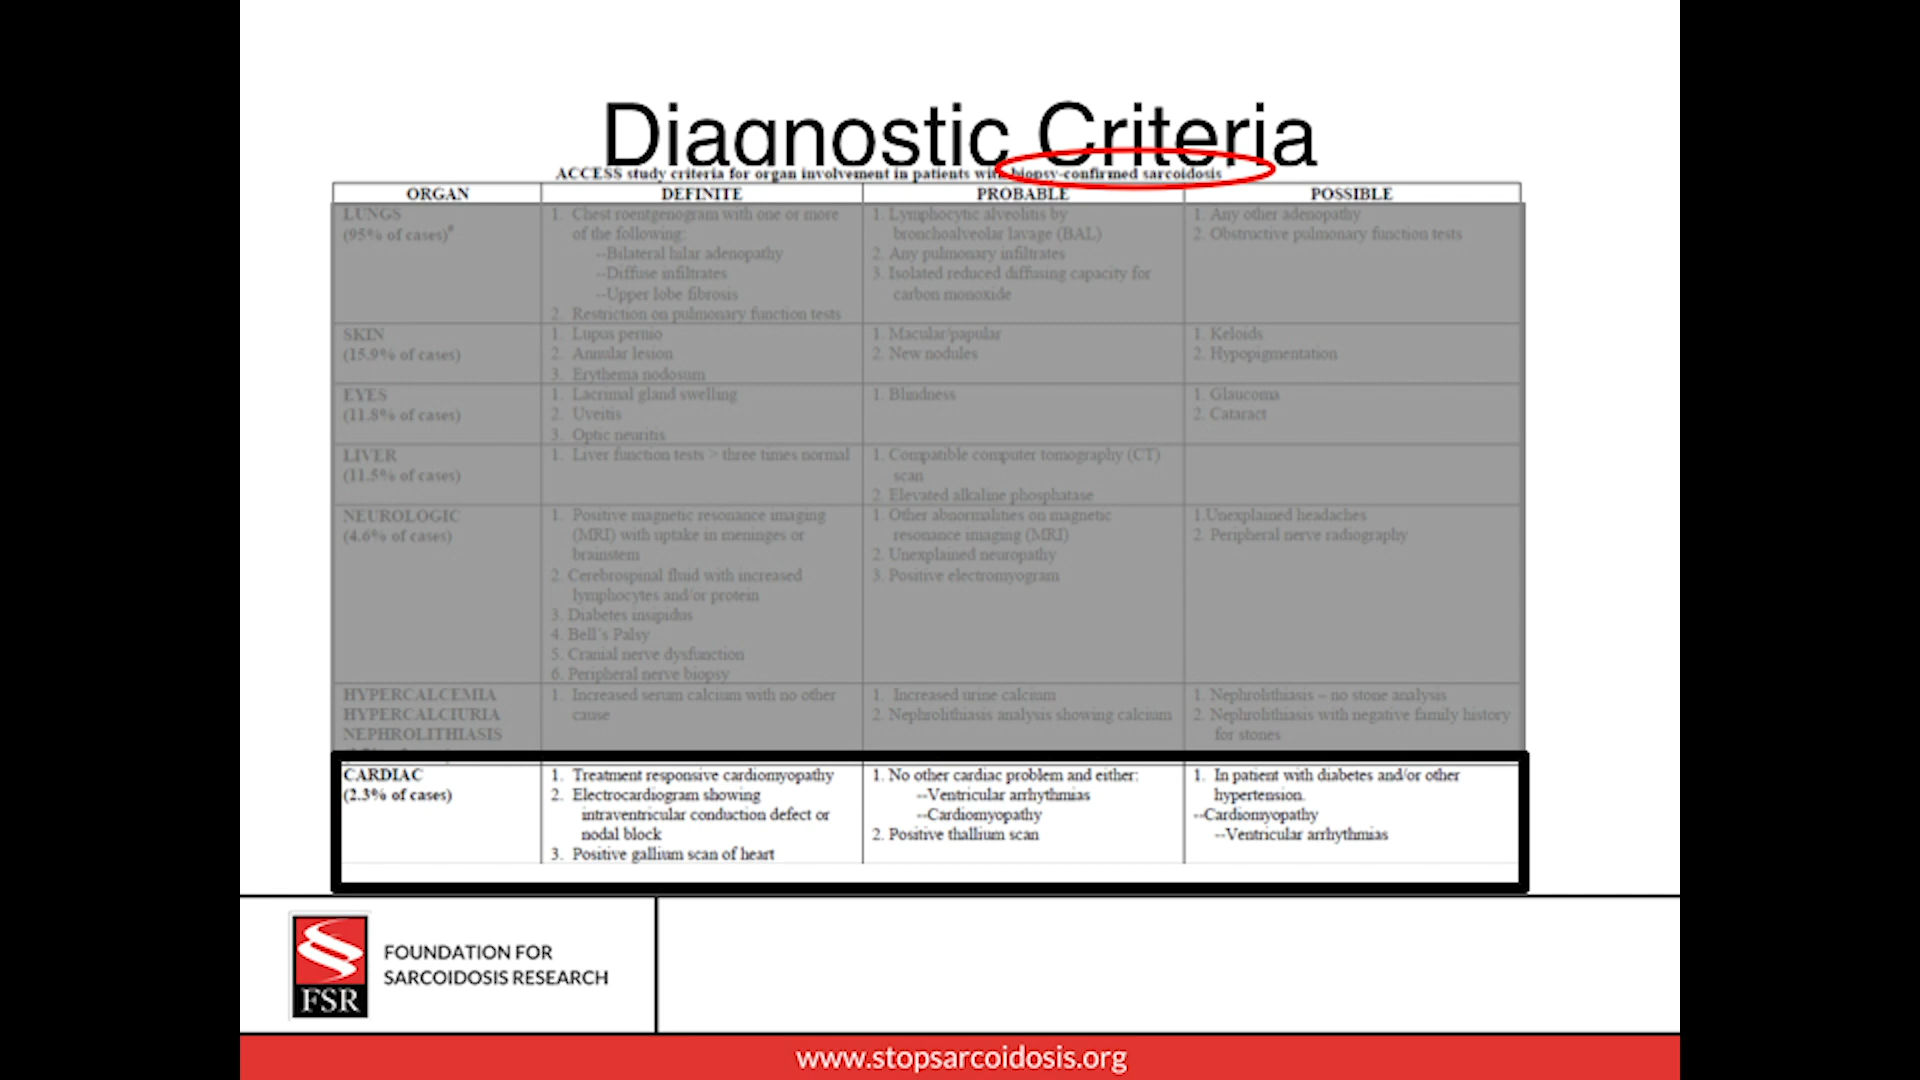 Diagnostic Criteria
ACCESS study criteria for organ involvement in patients with biopsy-confirmed sarcoidosis
ORGAN
DEFINITE
PROBABLE
POSSIBLE
LUNGS
(95% of cases)#
1. Chest roentgenogram with one or more
of the following:
--Bilateral hilar adenopathy
--Diffuse infiltrates
--Upper lobe fibrosis
2. Restriction on pulmonary function tests
1. Lymphocytic alveolitis by
bronchoalveolar lavage (BAL)
2. Any pulmonary infiltrates
3. Isolated reduced diffusing capacity for
carbon monoxide
1. Any other adenopathy
2. Obstructive pulmonary function tests
SKIN
(15.9% of cases)
1. Lupus pernio
2. Annular lesion
3. Erythema nodosum
1. Macular/papular
2. New nodules
1. Keloids
2. Hypopigmentation
EYES
(11.8% of cases)
1. Lacrimal gland swelling
2. Uveitis
3. Optic neuritis
1. Blindness
1. Glaucoma
2. Cataract
LIVER
(11.5% of cases)
1. Liver function tests > three times normal
1. Compatible computer tomography (CT)
scan
2. Elevated alkaline phosphatase
NEUROLOGIC
(4.6% of cases)
1. Positive magnetic resonance imaging
(MRI) with uptake in meninges or
brainstem
2. Cerebrospinal fluid with increased
lymphocytes and/or protein
3. Diabetes insipidus
4. Bell's Palsy
5. Cranial nerve dysfunction
6. Peripheral nerve biopsy
1. Other abnormalities on magnetic
resonance imaging (MRI)
2. Unexplained neuropathy
3. Positive electromyogram
1.Unexplained headaches
2. Peripheral nerve radiography
HYPERCALCEMIA
HYPERCALCIURIA
NEPHROLITHIASIS
1. Increased serum calcium with no other
cause
1. Increased urine calcium
2. Nephrolithiasis analysis showing calcium
1. Nephrolithiasis – no stone analysis
2. Nephrolithiasis with negative family history
for stones
CARDIAC
(2.3% of cases)
1. Treatment responsive cardiomyopathy
2. Electrocardiogram showing
intraventricular conduction defect or
nodal block
3. Positive gallium scan of heart
1. No other cardiac problem and either:
--Ventricular arrhythmias
--Cardiomyopathy
2. Positive thallium scan
1. In patient with diabetes and/or other
hypertension.
--Cardiomyopathy
--Ventricular arrhythmias
FSR
FOUNDATION FOR
SARCOIDOSIS RESEARCH
www.stopsarcoidosis.org